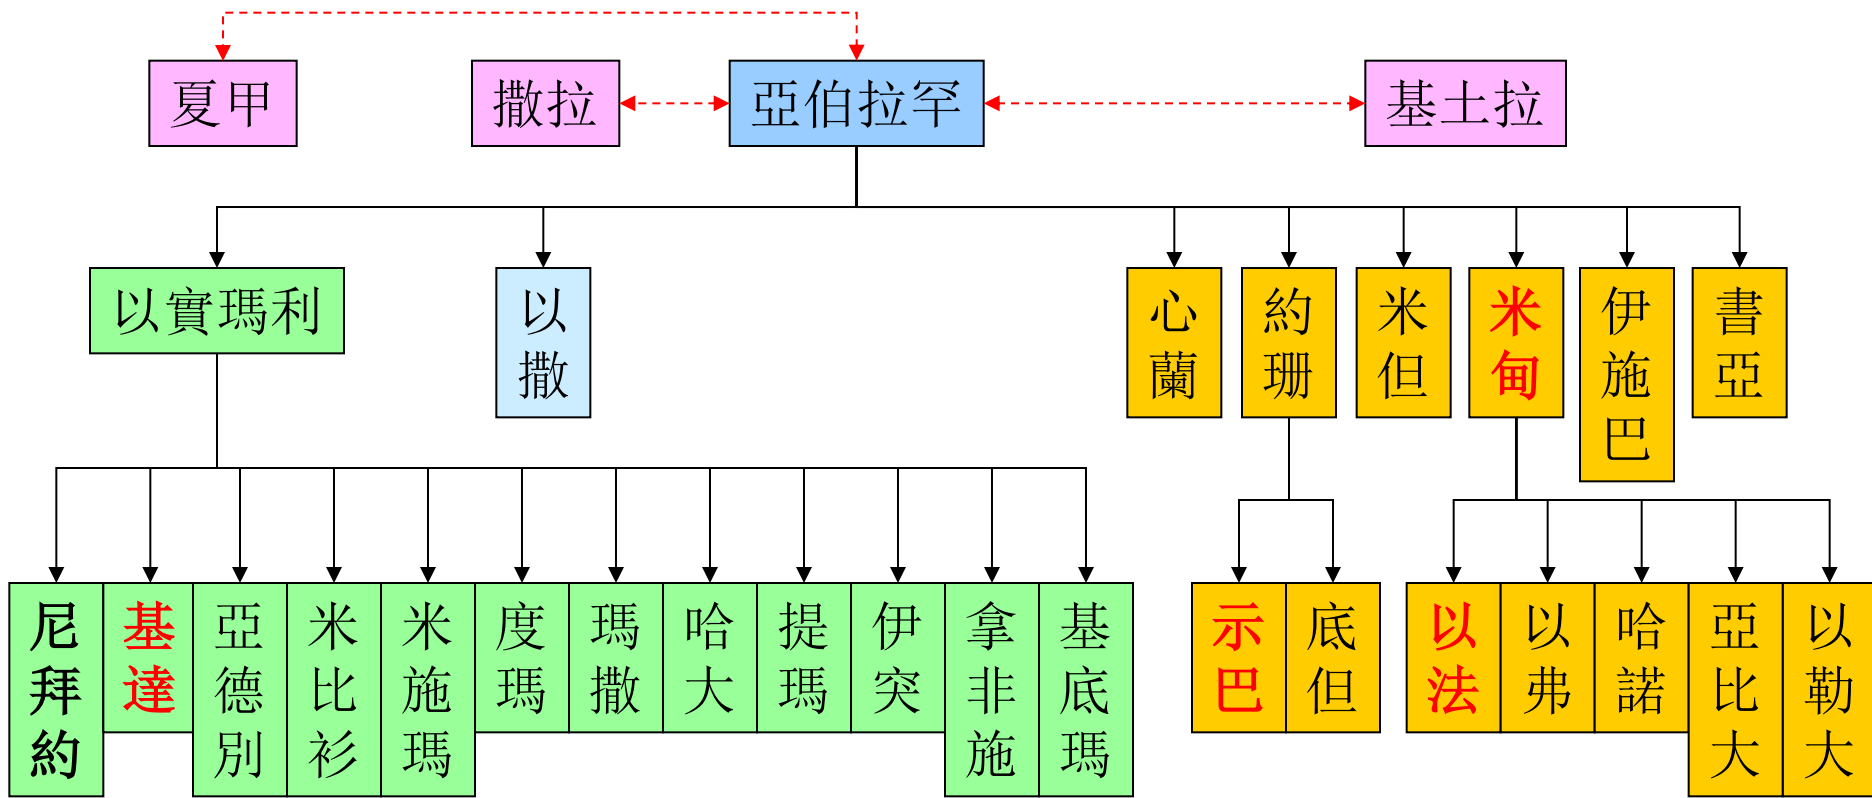 夏甲
撒拉
亞伯拉罕
基土拉
以實瑪利
以撒
心蘭
約珊
米但
米甸
伊施巴
書亞
尼拜約
基達
亞德別
米比衫
米施瑪
度瑪
瑪撒
哈大
提瑪
伊突
拿非施
基底瑪
示巴
底但
以法
以弗
哈諾
亞比大
以勒大